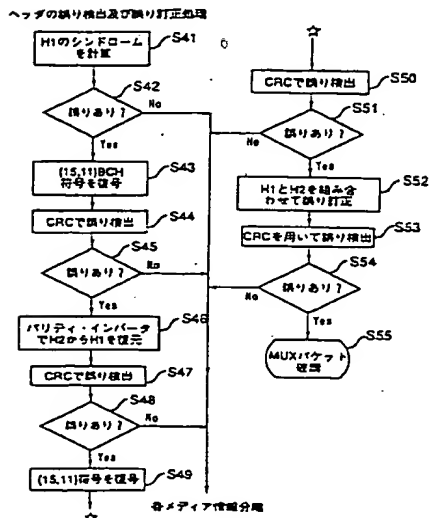 ヘッダの誤り検出及び誤り訂正処理
H1のシンドローム
を計算
S41
S42
誤りあり？
No
Yes
(15,11)BCH
符号を復号
S43
CRCで誤り検出
S44
S45
誤りあり？
No
Yes
パリティ・インバータ
でH2からH1を復元
S46
CRCで誤り検出
S47
S48
誤りあり？
No
Yes
(15,11)符号を復号
S49
☆
☆
CRCで誤り検出
S50
S51
誤りあり？
No
Yes
H1とH2を組み合
わせて誤り訂正
S52
CRCを用いて誤り検出
S53
S54
誤りあり？
No
Yes
MUXパケット
S55
各メディア情報分離